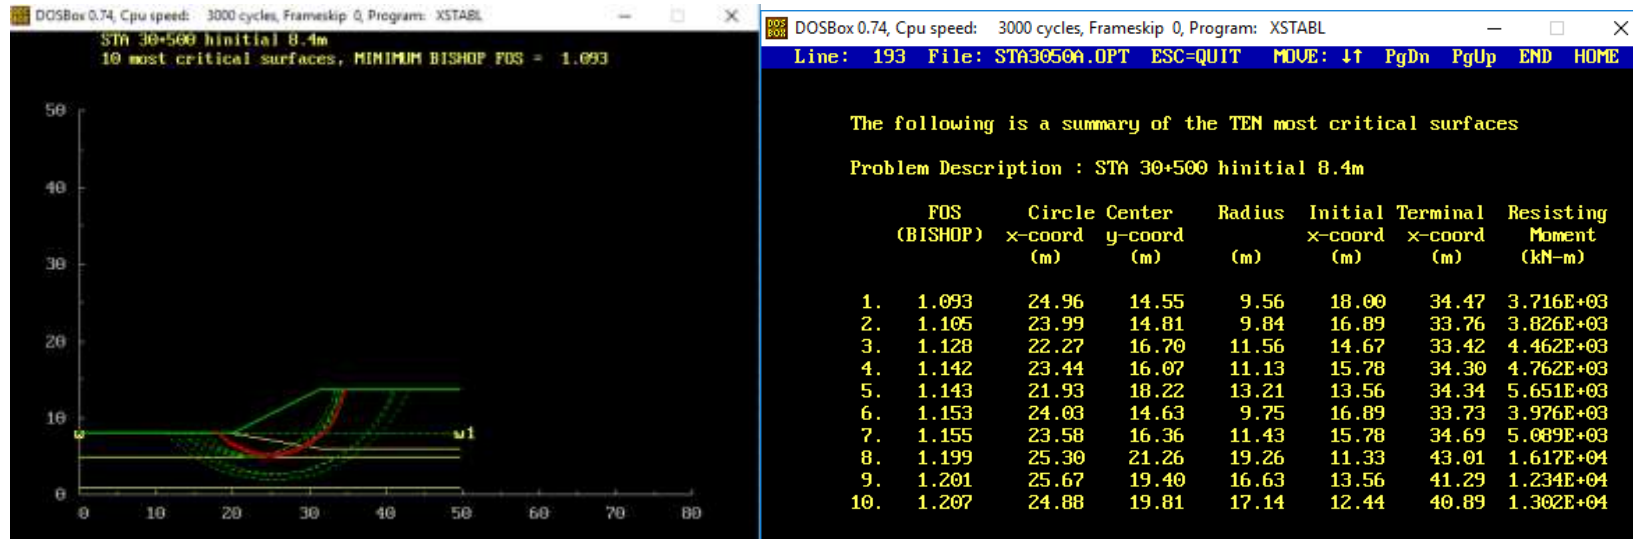 DOSBox 0.74, Cpu speed: 3000 cycles, Frameskip 0, Program: XSTABL
STA 30+500 hinitial 8.4m
10 most critical surfaces, MINIMUM BISHOP FOS = 1.093
50
40
30
20
10
w w1
0
0 10 20 30 40 50 60 70 80
DOSBox 0.74, Cpu speed: 3000 cycles, Frameskip 0, Program: XSTABL
Line: 193 File: STA3050A.OPT ESC=QUIT MOVE: ↓↑ PgDn PgUp END HOME
The following is a summary of the TEN most critical surfaces
Problem Description : STA 30+500 hinitial 8.4m
FOS Circle Center Radius Initial Terminal Resisting
(BISHOP) x-coord y-coord x-coord x-coord Moment
(m) (m) (m) (m) (m) (kN-m)
1. 1.093 24.96 14.55 9.56 18.00 34.47 3.716E+03
2. 1.105 23.99 14.81 9.84 16.89 33.76 3.826E+03
3. 1.128 22.27 16.70 11.56 14.67 33.42 4.462E+03
4. 1.142 23.44 16.07 11.13 15.78 34.30 4.762E+03
5. 1.143 21.93 18.22 13.21 13.56 34.34 5.651E+03
6. 1.153 24.03 14.63 9.75 16.89 33.73 3.976E+03
7. 1.155 23.58 16.36 11.43 15.78 34.69 5.089E+03
8. 1.199 25.30 21.26 19.26 11.33 43.01 1.617E+04
9. 1.201 25.67 19.40 16.63 13.56 41.29 1.234E+04
10. 1.207 24.88 19.81 17.14 12.44 40.89 1.302E+04